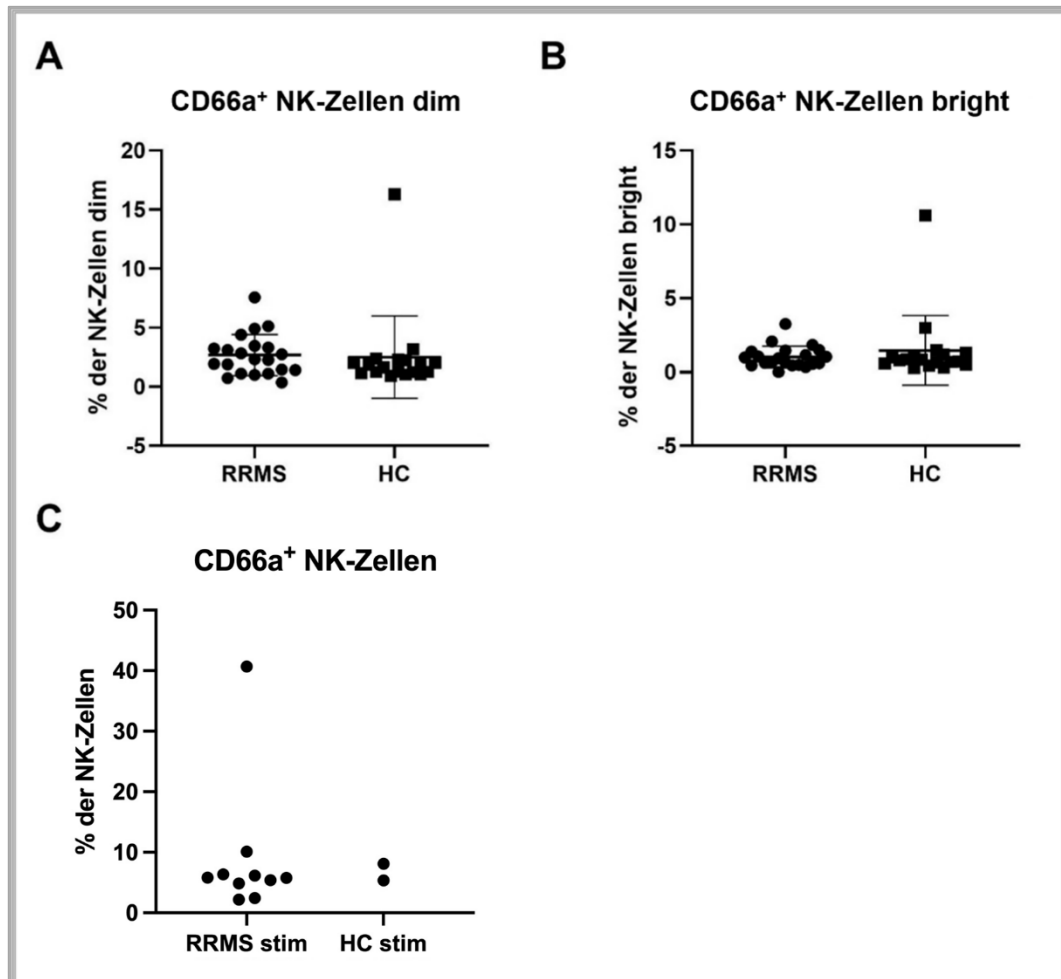 A
CD66a⁺ NK-Zellen dim
% der NK-Zellen dim
20
15
10
5
0
-5
RRMS
HC
B
CD66a⁺ NK-Zellen bright
% der NK-Zellen bright
15
10
5
0
-5
RRMS
HC
C
CD66a⁺ NK-Zellen
% der NK-Zellen
50
40
30
20
10
0
RRMS stim
HC stim